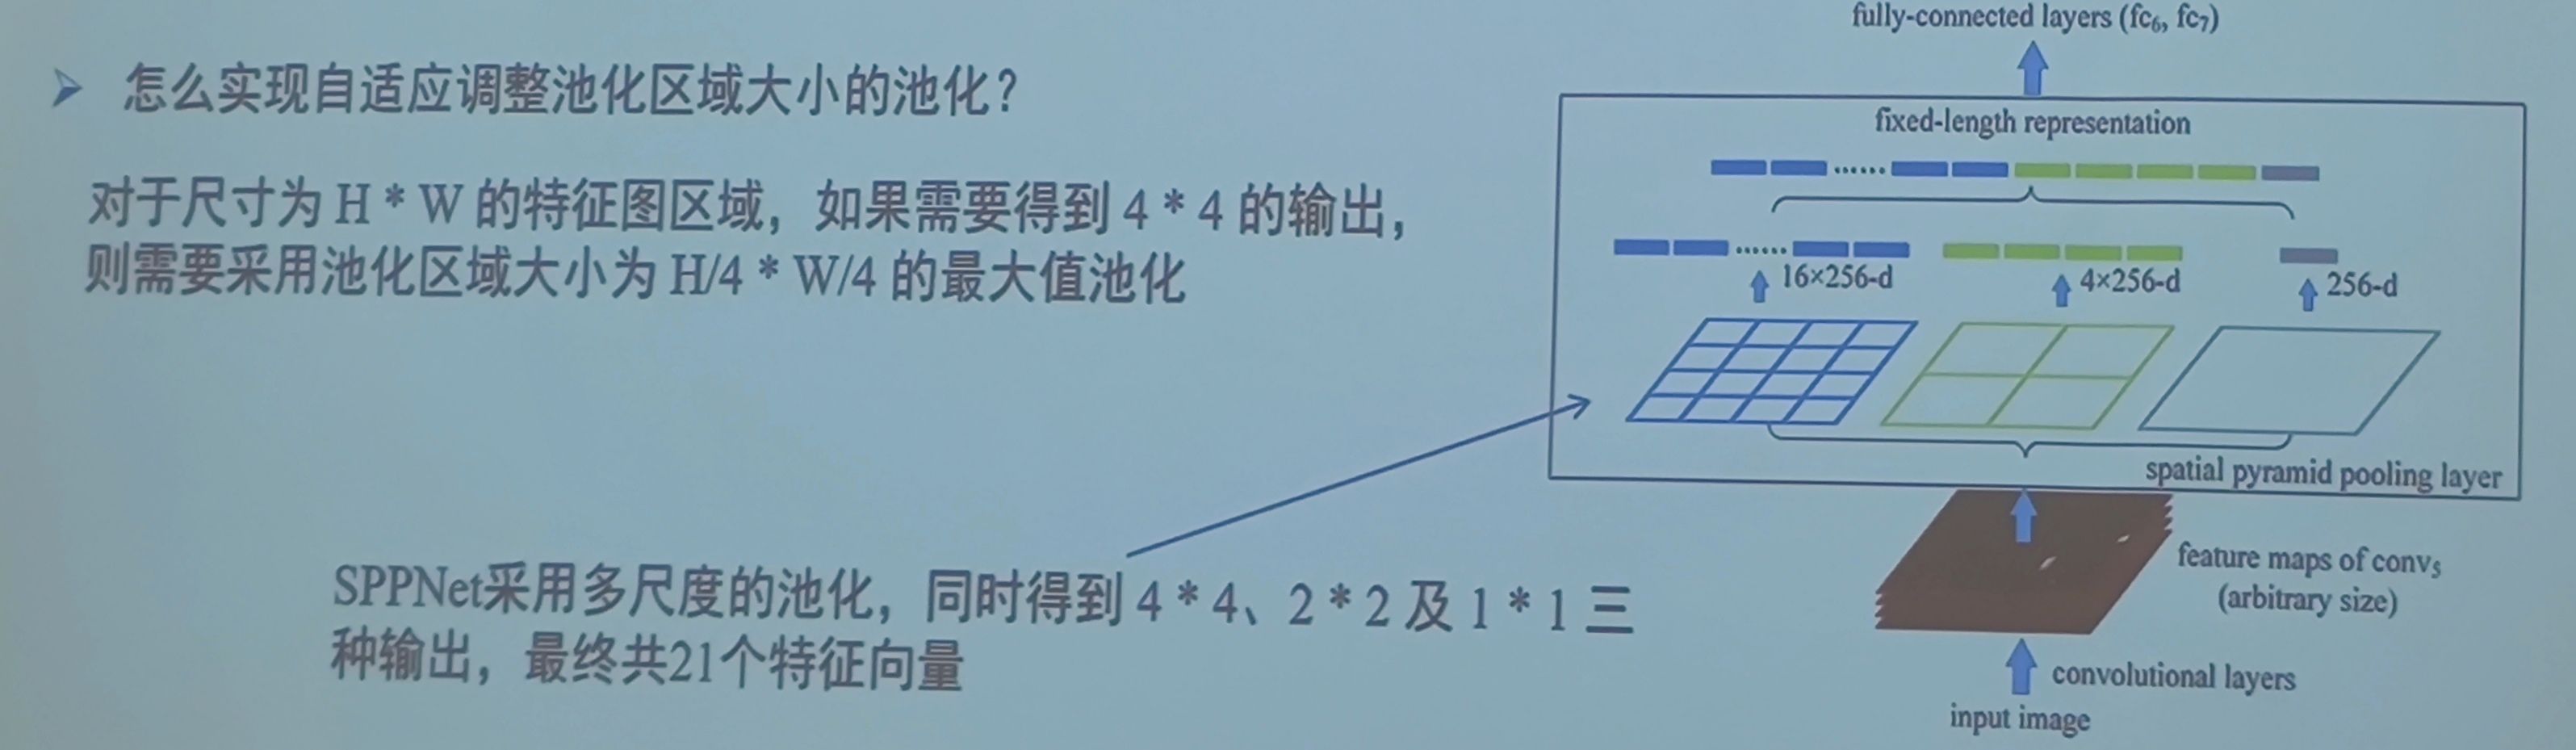 怎么实现自适应调整池化区域大小的池化?
对于尺寸为 H * W 的特征图区域，如果需要得到 4 * 4 的输出，
则需要采用池化区域大小为 H/4 * W/4 的最大值池化
SPPNet采用多尺度的池化，同时得到 4 * 4、2 * 2 及 1 * 1 三
种输出，最终共21个特征向量
fully-connected layers (fc₆, fc₇)
fixed-length representation
16×256-d
4×256-d
256-d
spatial pyramid pooling layer
feature maps of conv₅
(arbitrary size)
convolutional layers
input image